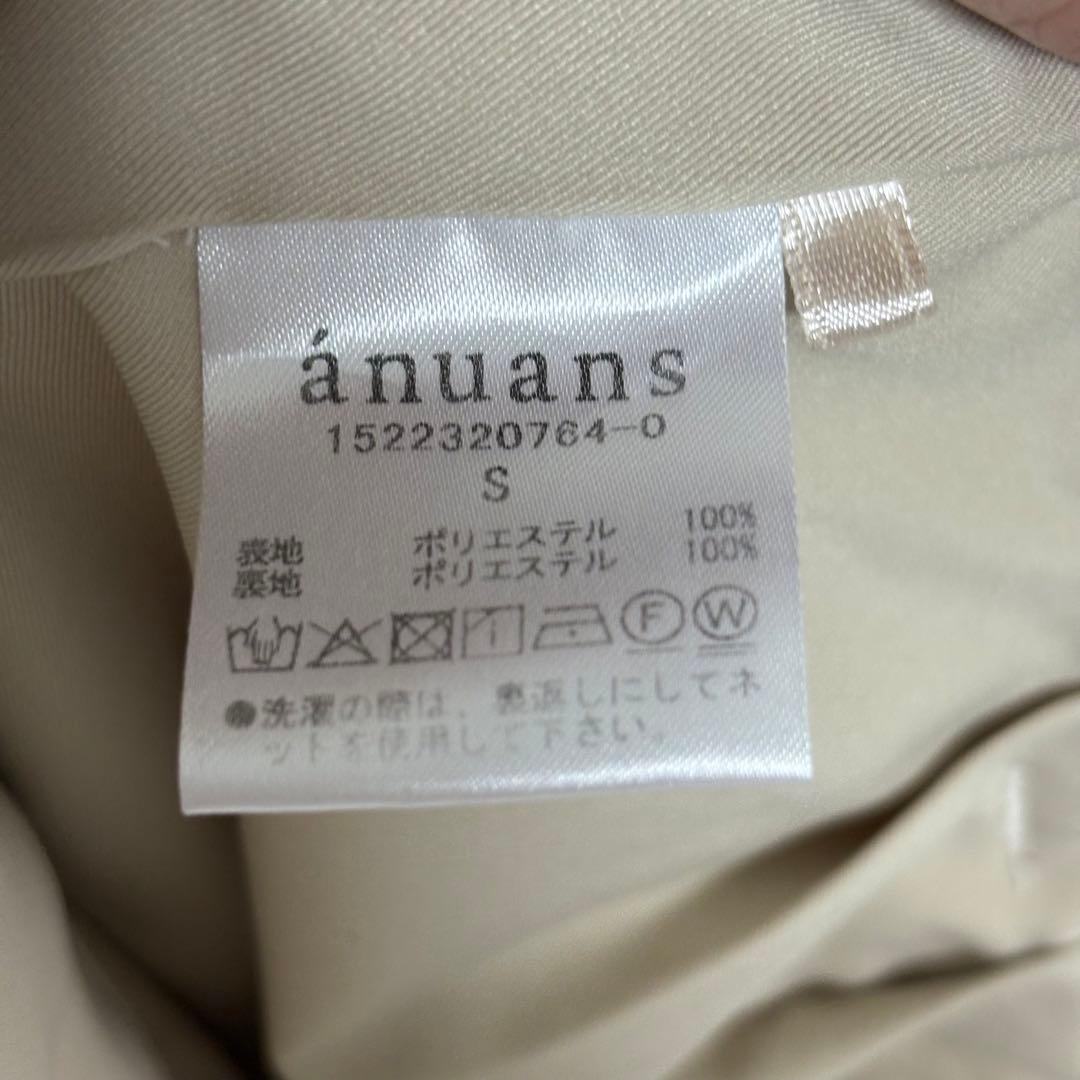 ánuans
1522320764-0
S
表地 ポリエステル 100%
裏地 ポリエステル 100%
F W
●洗濯の際は、裏返しにしてネ
ットを使用して下さい。